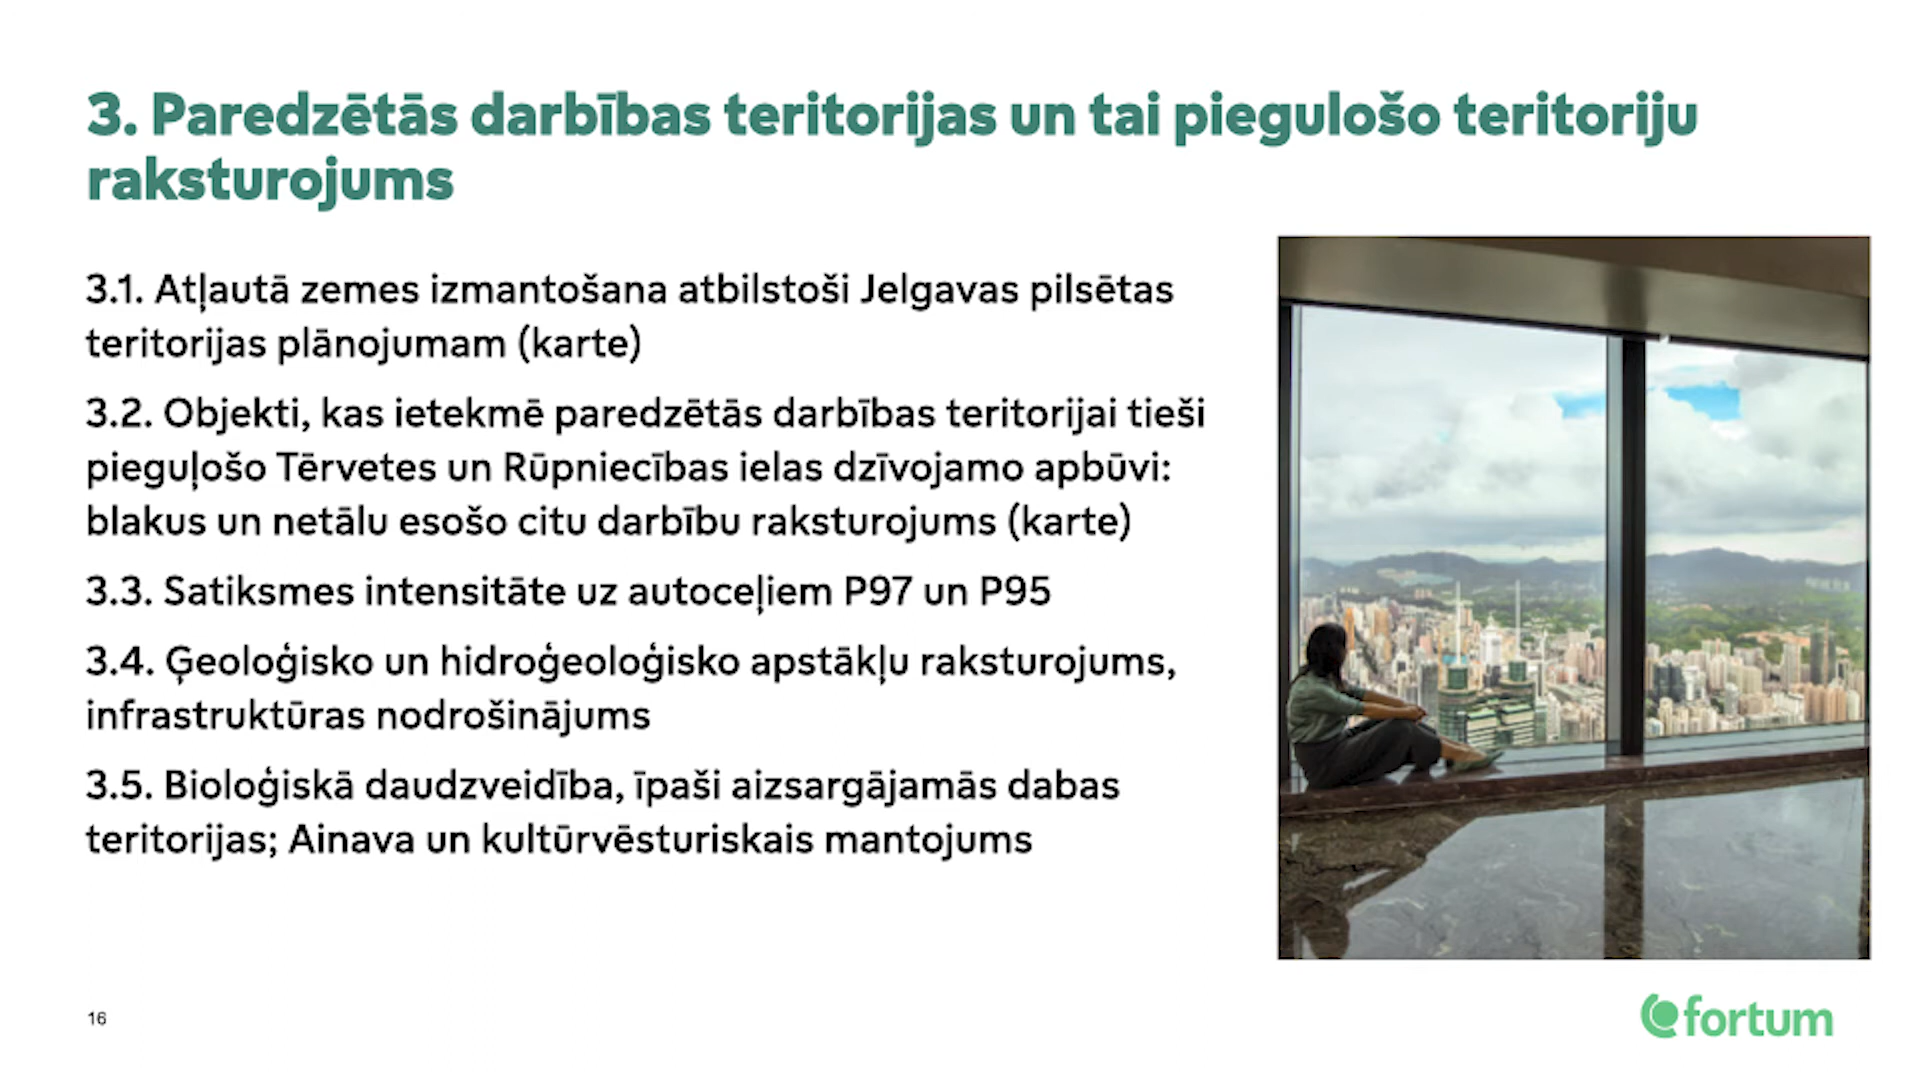 3. Paredzētās darbības teritorijas un tai piegulošo teritoriju
raksturojums
3.1. Atļautā zemes izmantošana atbilstoši Jelgavas pilsētas
teritorijas plānojumam (karte)
3.2. Objekti, kas ietekmē paredzētās darbības teritorijai tieši
pieguļošo Tērvetes un Rūpniecības ielas dzīvojamo apbūvi:
blakus un netālu esošo citu darbību raksturojums (karte)
3.3. Satiksmes intensitāte uz autoceļiem P97 un P95
3.4. Ģeoloģisko un hidroģeoloģisko apstākļu raksturojums,
infrastruktūras nodrošinājums
3.5. Bioloģiskā daudzveidība, īpaši aizsargājamās dabas
teritorijas; Ainava un kultūrvēsturiskais mantojums
16
fortum